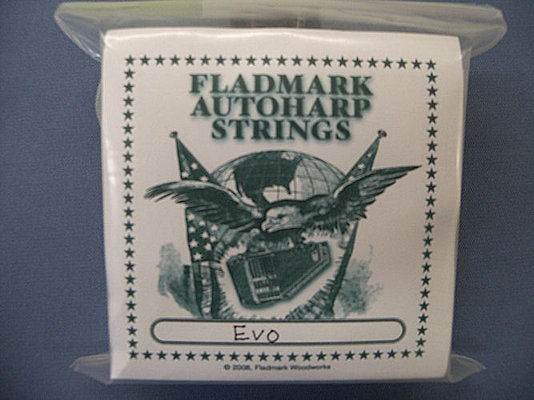 FLADMARK
AUTOHARP
STRINGS
Evo
© 2008, Fladmark Woodworks